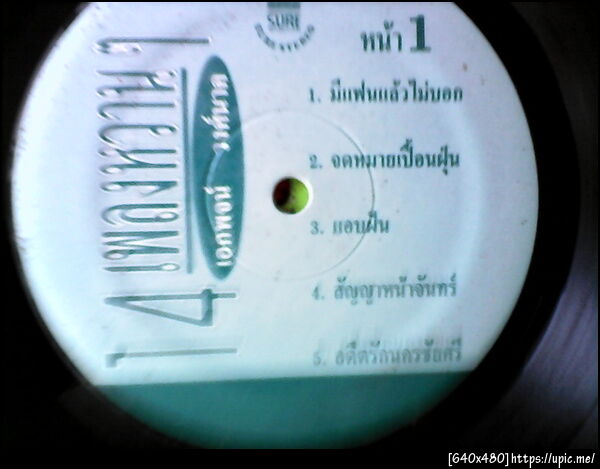 SURE
STEREO
หน้า 1
1. มีแฟนแล้วไม่บอก
2. จดหมายเปื้อนฝุ่น
3. แอบฝัน
4. สัญญาหน้าจันทร์
5. อดีตรักนครชัยศรี
14 เพลงหวานใน
เอกพจน์ วงศ์นาค
[640x480]https://upic.me/